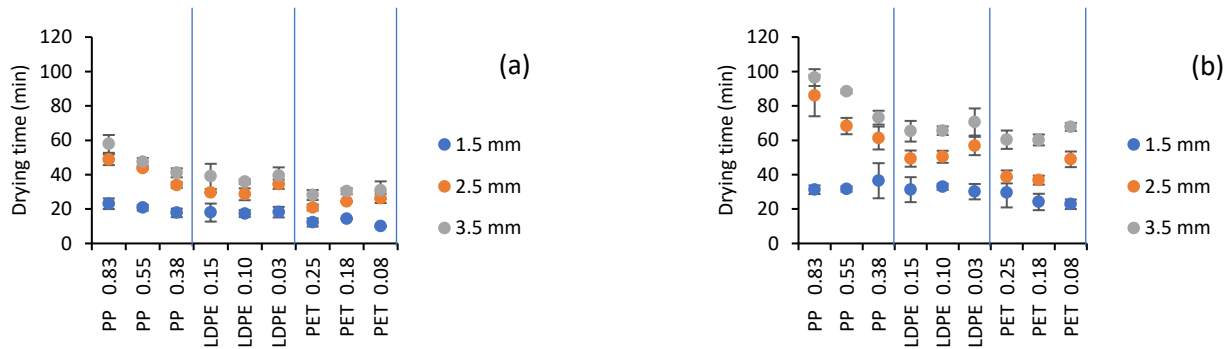 (a)
Drying time (min)
120
100
80
60
40
20
0
PP 0.83
PP 0.55
PP 0.38
LDPE 0.15
LDPE 0.10
LDPE 0.03
PET 0.25
PET 0.18
PET 0.08
1.5 mm
2.5 mm
3.5 mm
(b)
Drying time (min)
120
100
80
60
40
20
0
PP 0.83
PP 0.55
PP 0.38
LDPE 0.15
LDPE 0.10
LDPE 0.03
PET 0.25
PET 0.18
PET 0.08
1.5 mm
2.5 mm
3.5 mm